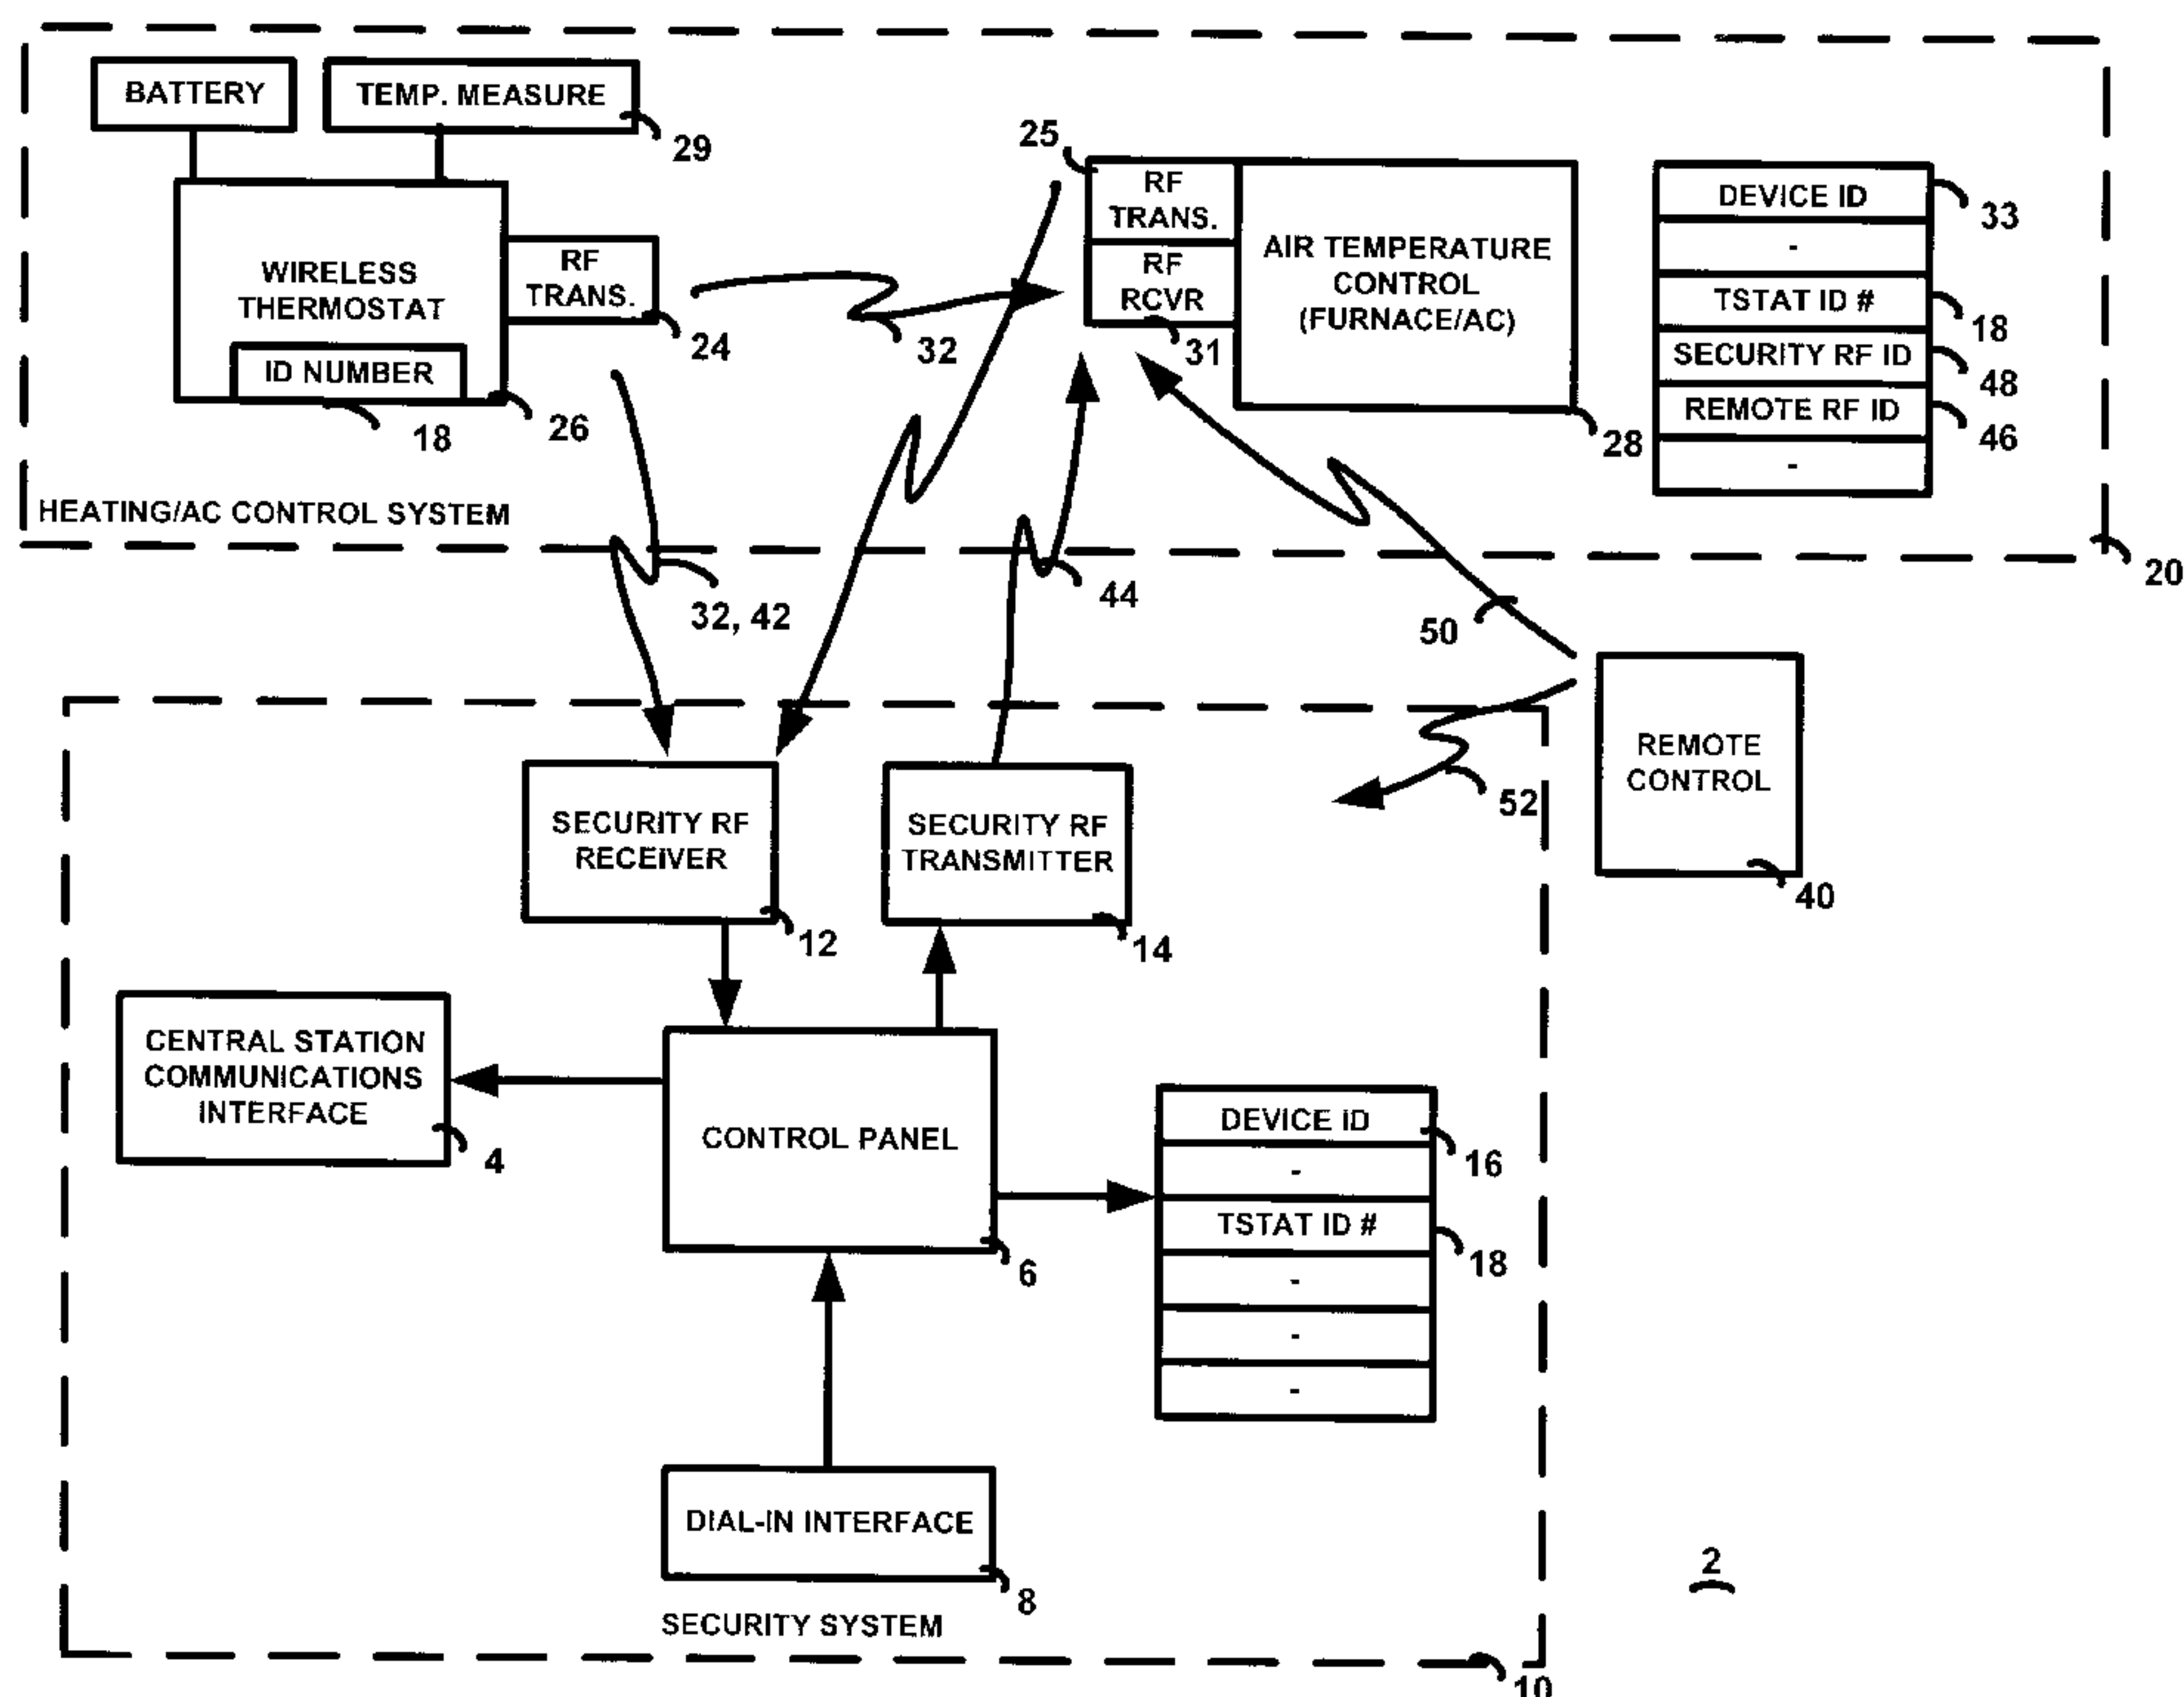 BATTERY
TEMP. MEASURE
29
WIRELESS
THERMOSTAT
RF
TRANS.
24
ID NUMBER
18
26
32
25
RF
TRANS.
RF
RCVR
31
AIR TEMPERATURE
CONTROL
(FURNACE/AC)
28
DEVICE ID
33
-
TSTAT ID #
18
SECURITY RF ID
48
REMOTE RF ID
46
-
HEATING/AC CONTROL SYSTEM
20
32, 42
44
50
52
REMOTE
CONTROL
40
SECURITY RF
RECEIVER
12
SECURITY RF
TRANSMITTER
14
CENTRAL STATION
COMMUNICATIONS
INTERFACE
4
CONTROL PANEL
6
DEVICE ID
16
-
TSTAT ID #
18
-
-
-
DIAL-IN INTERFACE
8
SECURITY SYSTEM
10
2